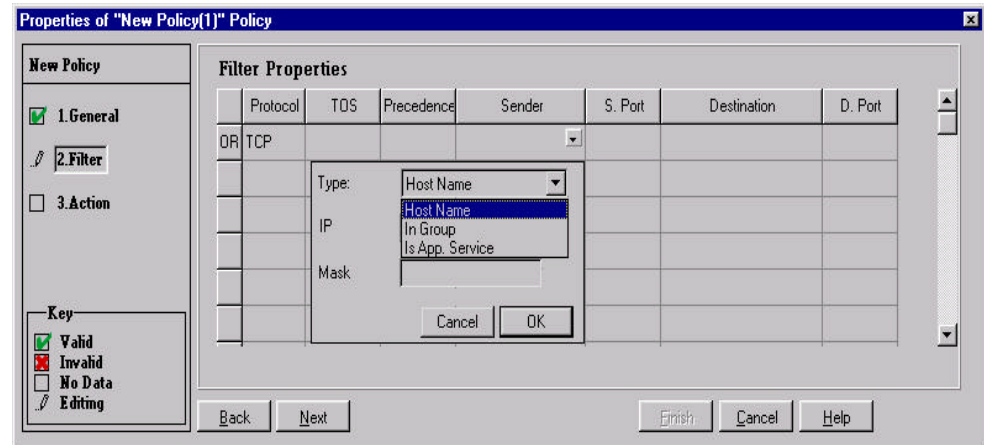 Properties of "New Policy(1)" Policy
New Policy
1.General
2.Filter
3.Action
Key
Valid
Invalid
No Data
Editing
Filter Properties
Protocol TOS Precedence Sender S. Port Destination D. Port
OR TCP
Type: Host Name
Host Name
In Group
Is App. Service
IP
Mask
Cancel OK
Back Next Finish Cancel Help